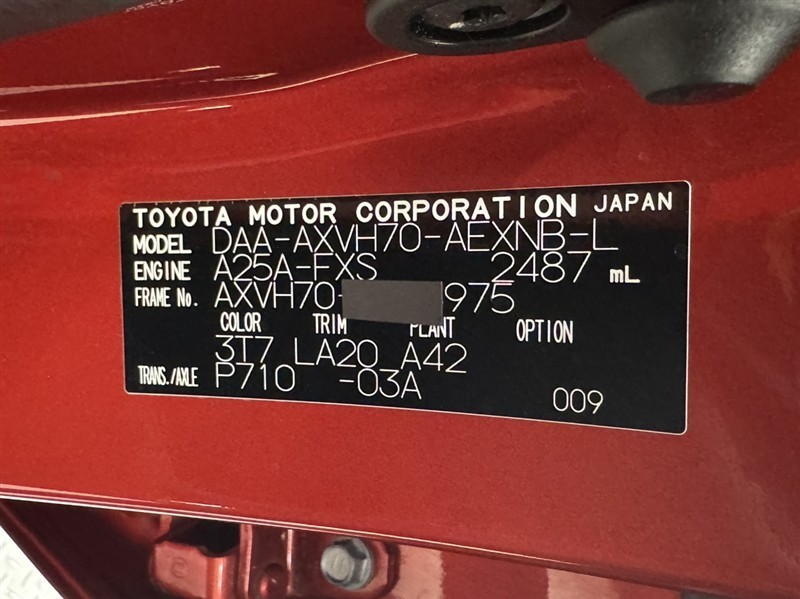 TOYOTA MOTOR CORPORATION JAPAN
MODEL DAA-AXVH70-AEXNB-L
ENGINE A25A-FXS 2487 mL
FRAME No. AXVH70- 975
COLOR TRIM PLANT OPTION
3T7 LA20 A42
TRANS./AXLE P710 -03A
009